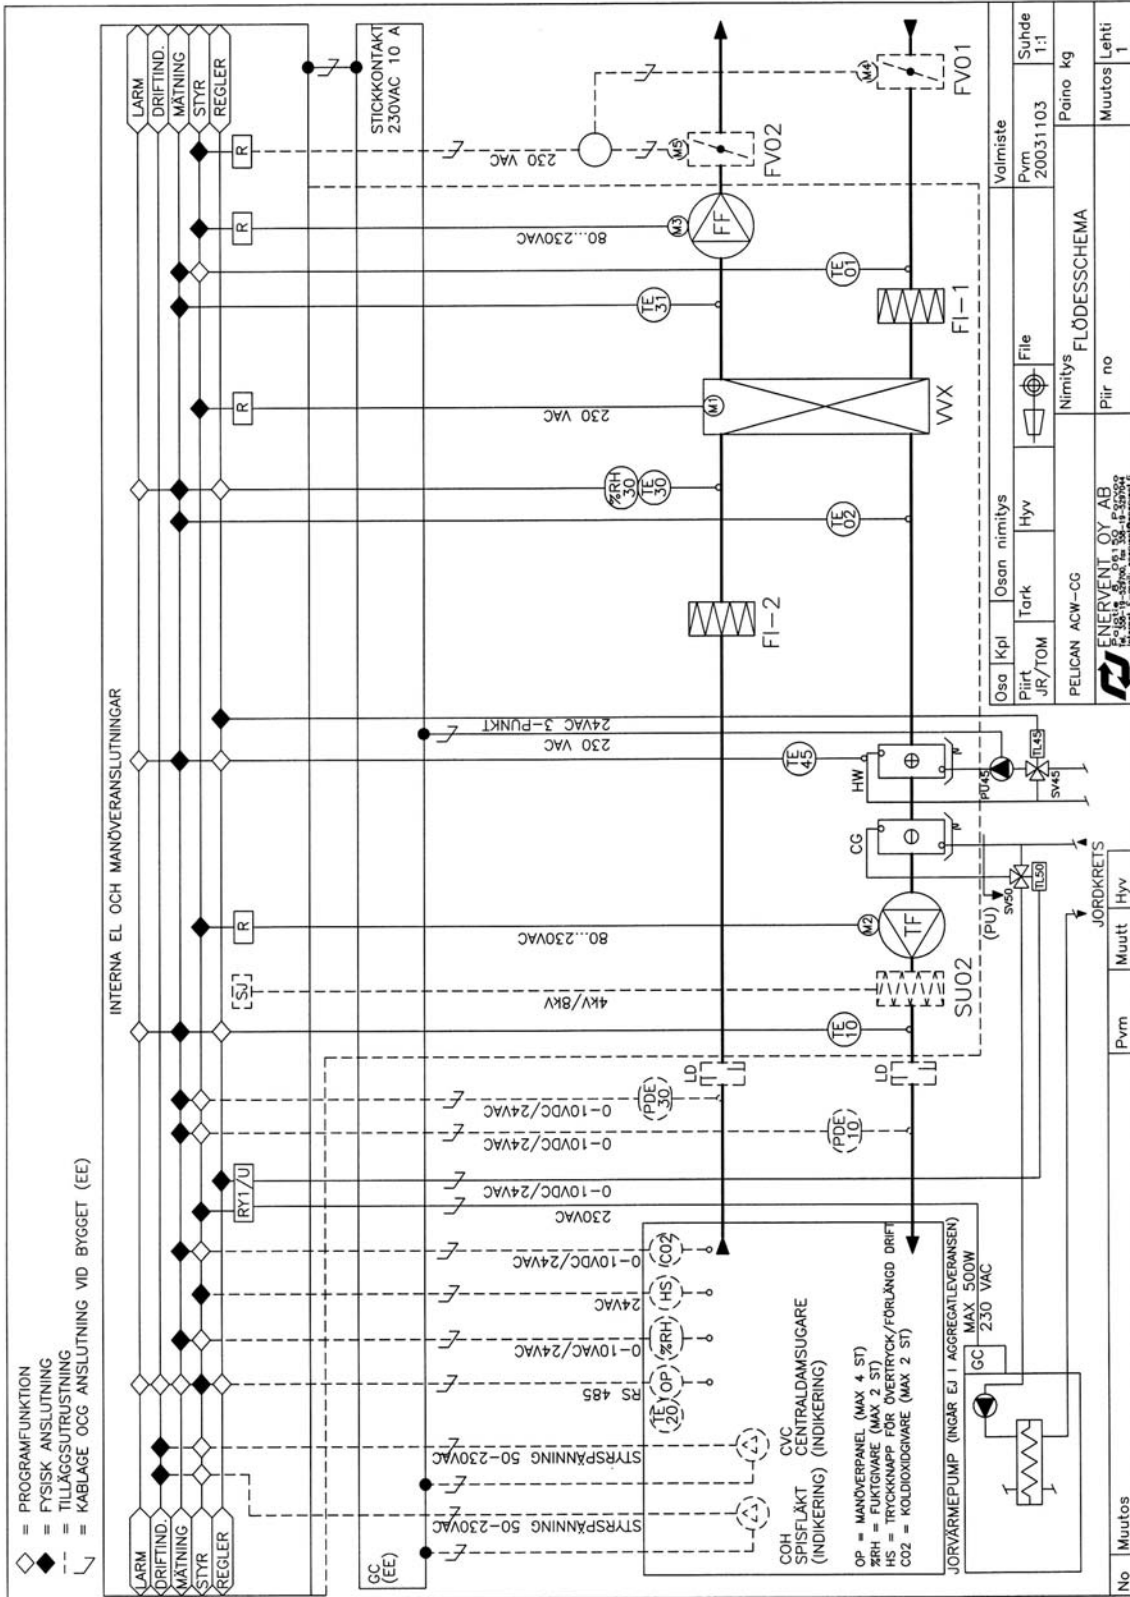 ◇ = PROGRAMFUNKTION
◆ = FYSISK ANSLUTNING
-- = TILLÄGGSUTRUSTNING
= KABLAGE OCG ANSLUTNING VID BYGGET (EE)
INTERNA EL OCH MANÖVERANSLUTNINGAR
LARM
DRIFTIND.
MÄTNING
STYR
REGLER
LARM
DRIFTIND.
MÄTNING
STYR
REGLER
RY1/U
SU
R
R
R
R
GC
(EE)
STICKKONTAKT
230VAC 10 A
STYRSPÄNNING 50-230VAC
STYRSPÄNNING 50-230VAC
RS 485
0-10VAC/24VAC
24VAC
0-10VDC/24VAC
230VAC
0-10VDC/24VAC
0-10VDC/24VAC
0-10VDC/24VAC
4kV/8kV
80...230VAC
230 VAC
24VAC 3-PUNKT
230 VAC
80...230VAC
230 VAC
TE
20
OP
%RH
HS
CO2
PDE
30
PDE
10
LD
LD
TE
10
SU02
M2
TF
(PU)
CG
HW
TE
45
PU45
TL45
SV45
SV50
TL50
FI-2
TE
02
%RH
30
TE
30
M1
VVX
TE
31
TE
01
FI-1
M3
FF
M5
FV02
M4
FV01
COH
SPISFLÄKT
(INDIKERING)
CVC
CENTRALDAMSUGARE
(INDIKERING)
OP = MANÖVERPANEL (MAX 4 ST)
%RH = FUKTGIVARE (MAX 2 ST)
HS = TRYCKKNAPP FÖR ÖVERTRYCK/FÖRLÄNGD DRIFT
CO2 = KOLDIOXIDGIVARE (MAX 2 ST)
JORVÄRMEPUMP (INGÅR EJ I AGGREGATLEVERANSEN)
GC
MAX 500W
230 VAC
JORDKRETS
No
Muutos
Pvm
Muutt
Hyv
Osa
Kpl
Osan nimitys
Valmiste
Piirt
JR/TOM
Tark
Hyv
File
Pvm
20031103
Suhde
1:1
PELICAN ACW-CG
Nimitys
FLÖDESSCHEMA
Paino kg
ENERVENT OY AB
Piir no
Muutos
Lehti
1